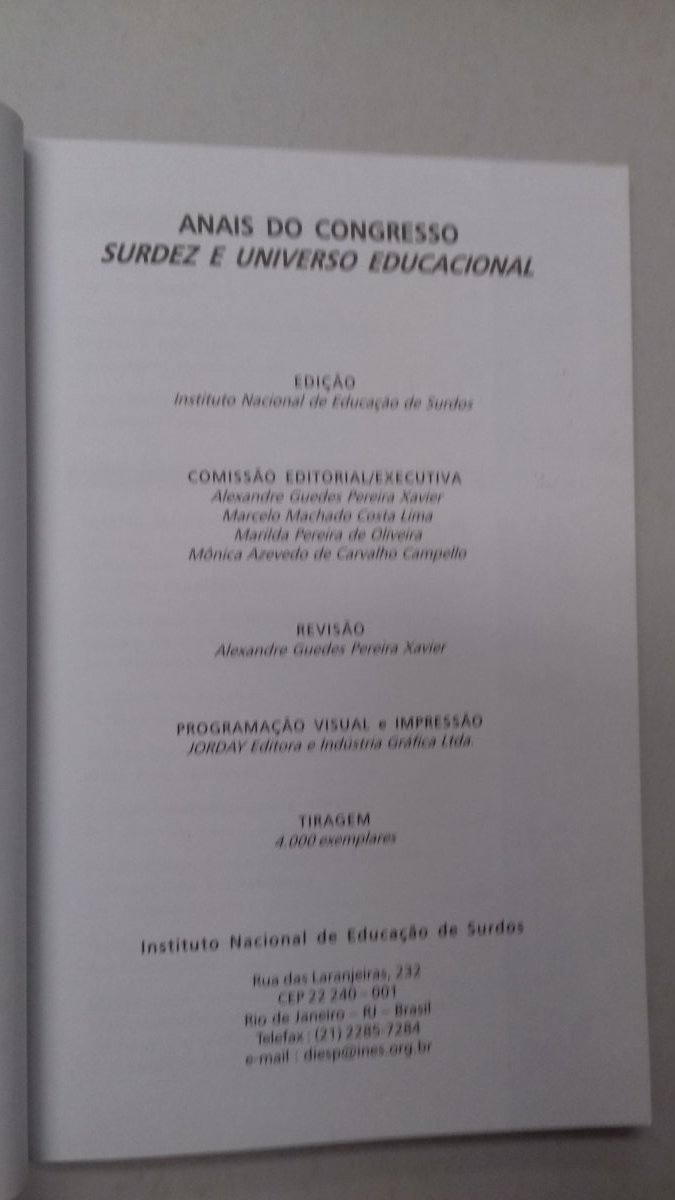 ANAIS DO CONGRESSO
SURDEZ E UNIVERSO EDUCACIONAL
EDIÇÃO
Instituto Nacional de Educação de Surdos
COMISSÃO EDITORIAL/EXECUTIVA
Alexandre Guedes Pereira Xavier
Marcelo Machado Costa Lima
Marilda Pereira de Oliveira
Mônica Azevedo de Carvalho Campello
REVISÃO
Alexandre Guedes Pereira Xavier
PROGRAMAÇÃO VISUAL e IMPRESSÃO
JORDAY Editora e Indústria Gráfica Ltda.
TIRAGEM
4.000 exemplares
Instituto Nacional de Educação de Surdos
Rua das Laranjeiras, 232
CEP 22 240 - 001
Rio de Janeiro – RJ – Brasil
Telefax : (21) 2285-7284
e-mail : diesp@ines.org.br